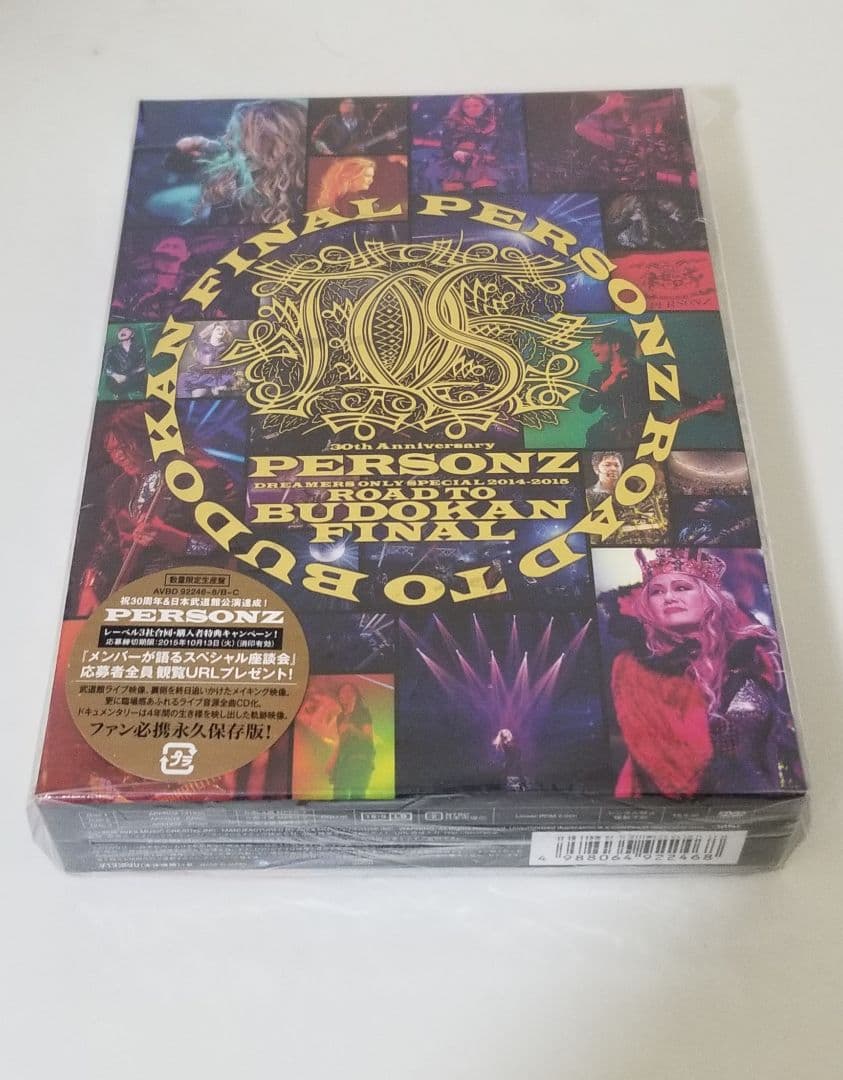 FINAL PERSONZ ROAD TO BUDOKAN
DOS
30th Anniversary
PERSONZ
DREAMERS ONLY SPECIAL 2014-2015
ROAD TO
BUDOKAN
FINAL
数量限定生産盤
AVBD 92246~8/B~C
祝30周年&日本武道館公演達成!
PERSONZ
レーベル3社合同・購入者特典キャンペーン!
応募締切期限:2015年10月13日(火)(消印有効)
「メンバーが語るスペシャル座談会」
応募者全員 観覧URLプレゼント!
武道館ライブ映像、裏側を終日追いかけたメイキング映像。
更に臨場感あふれるライブ音源全曲CD化。
ドキュメンタリーは4年間の生き様を映し出した軌跡映像。
ファン必携永久保存版!
4 988064 922468